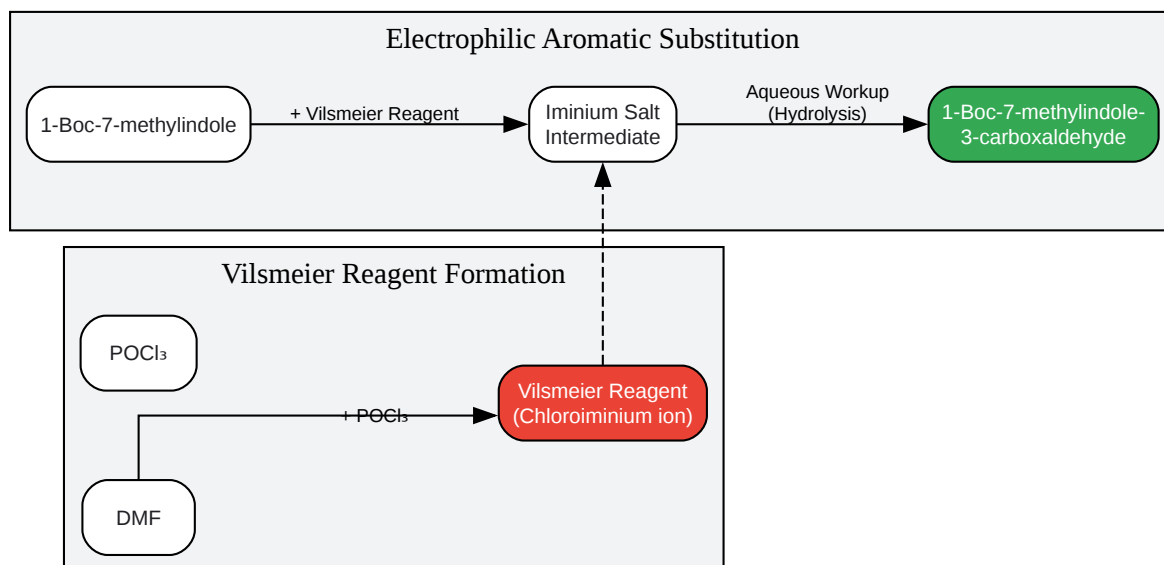 Electrophilic Aromatic Substitution
1-Boc-7-methylindole
+ Vilsmeier Reagent
Iminium Salt
Intermediate
Aqueous Workup
(Hydrolysis)
1-Boc-7-methylindole-
3-carboxaldehyde
Vilsmeier Reagent Formation
POCl₃
+ POCl₃
Vilsmeier Reagent
(Chloroiminium ion)
DMF